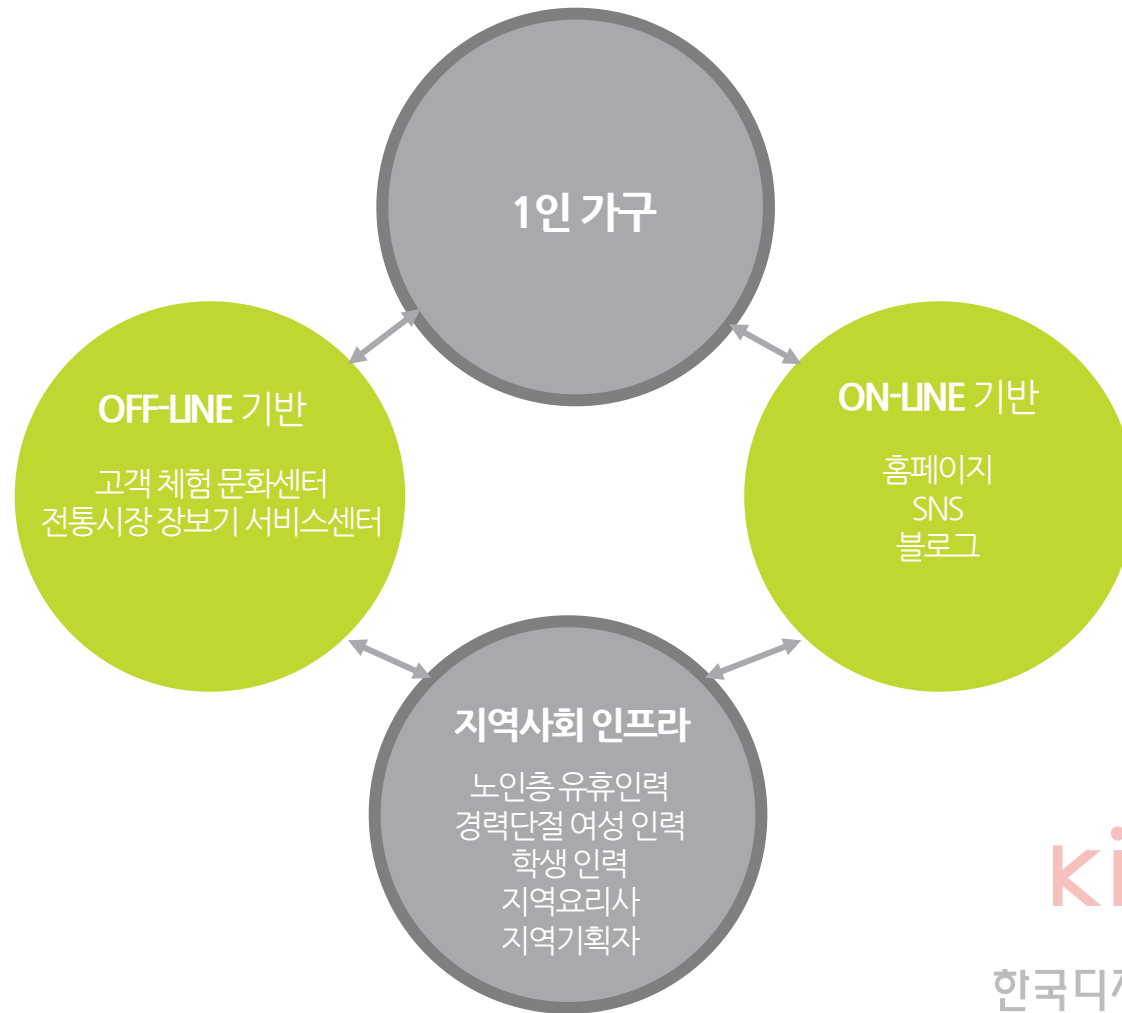 1인 가구
OFF-LINE 기반
고객 체험 문화센터
전통시장 장보기 서비스센터
ON-LINE 기반
홈페이지
SNS
블로그
지역사회 인프라
노인층 유휴인력
경력단절 여성 인력
학생 인력
지역요리사
지역기획자